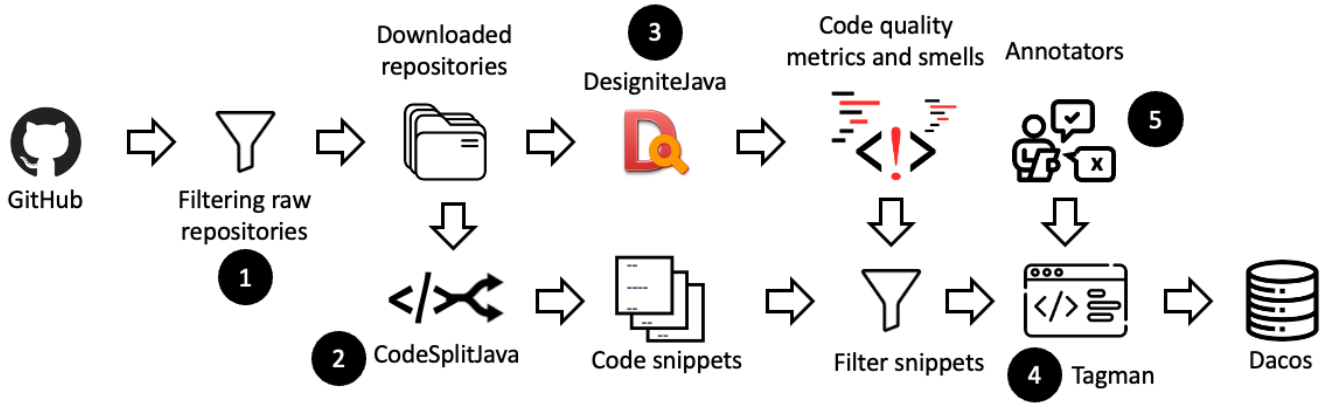 GitHub
Filtering raw
repositories
1
Downloaded
repositories
3
DesigniteJava
Code quality
metrics and smells
Annotators
5
2
CodeSplitJava
Code snippets
Filter snippets
4
Tagman
Dacos